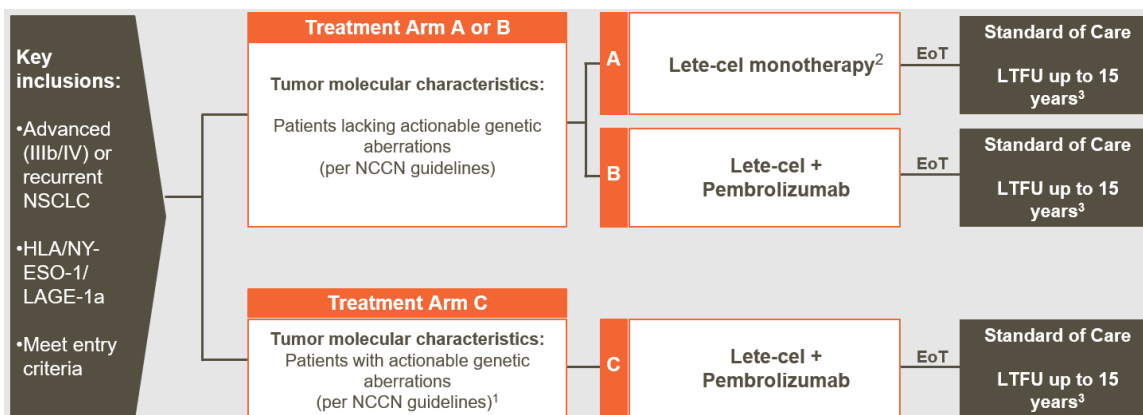 Key
inclusions:
•Advanced
(IIIb/IV) or
recurrent
NSCLC
•HLA/NY-
ESO-1/
LAGE-1a
•Meet entry
criteria
Treatment Arm A or B
Tumor molecular characteristics:
Patients lacking actionable genetic
aberrations
(per NCCN guidelines)
A
Lete-cel monotherapy²
EoT
Standard of Care
LTFU up to 15
years³
B
Lete-cel +
Pembrolizumab
EoT
Standard of Care
LTFU up to 15
years³
Treatment Arm C
Tumor molecular characteristics:
Patients with actionable genetic
aberrations
(per NCCN guidelines)¹
C
Lete-cel +
Pembrolizumab
EoT
Standard of Care
LTFU up to 15
years³